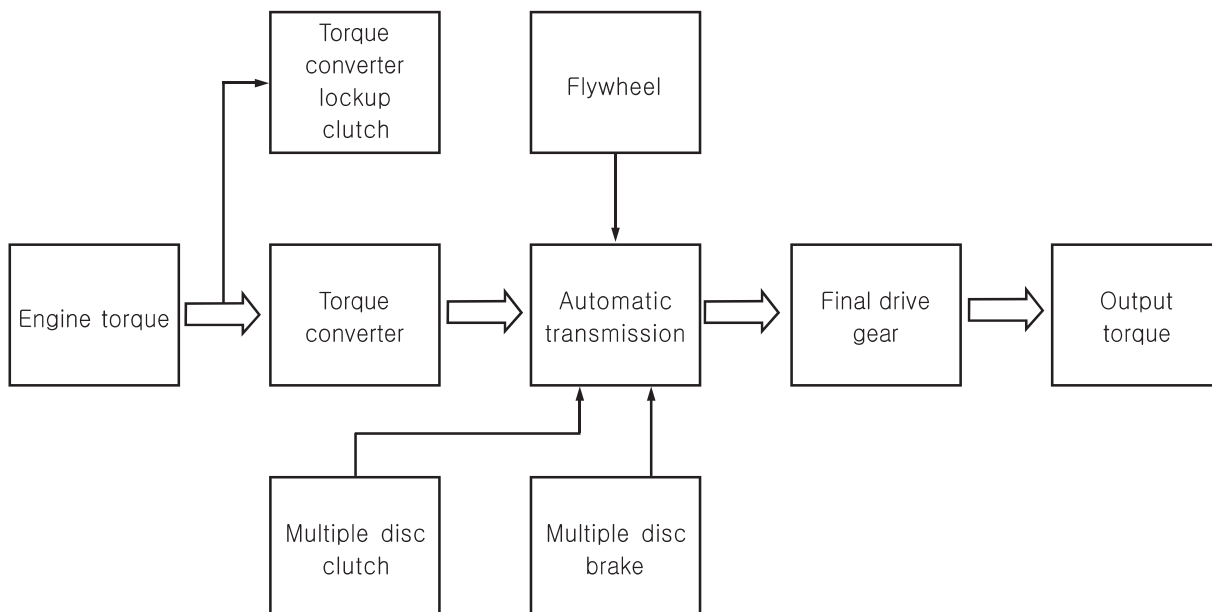 Torque
converter
lockup
clutch
Flywheel
Engine torque
Torque
converter
Automatic
transmission
Final drive
gear
Output
torque
Multiple disc
clutch
Multiple disc
brake